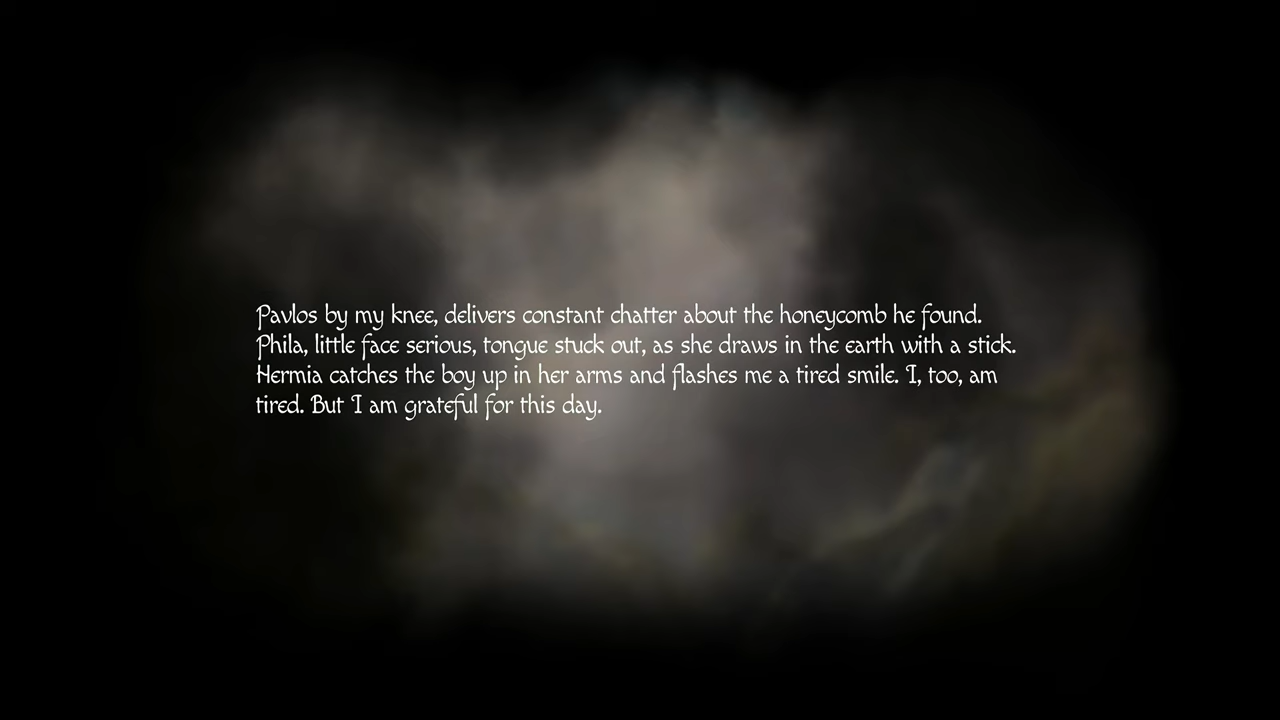 Pavlos by my knee, delivers constant chatter about the honeycomb he found.
Phila, little face serious, tongue stuck out, as she draws in the earth with a stick.
Hermia catches the boy up in her arms and flashes me a tired smile. I, too, am
tired. But I am grateful for this day.